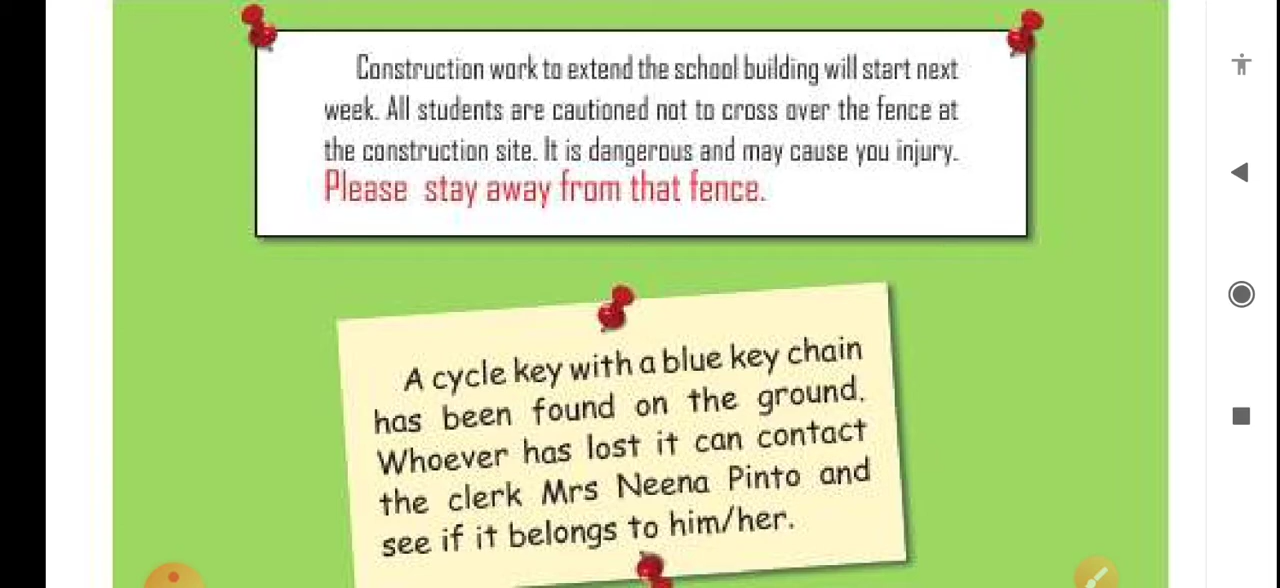 Construction work to extend the school building will start next
week. All students are cautioned not to cross over the fence at
the construction site. It is dangerous and may cause you injury.
Please stay away from that fence.
A cycle key with a blue key chain
has been found on the ground.
Whoever has lost it can contact
the clerk Mrs Neena Pinto and
see if it belongs to him/her.